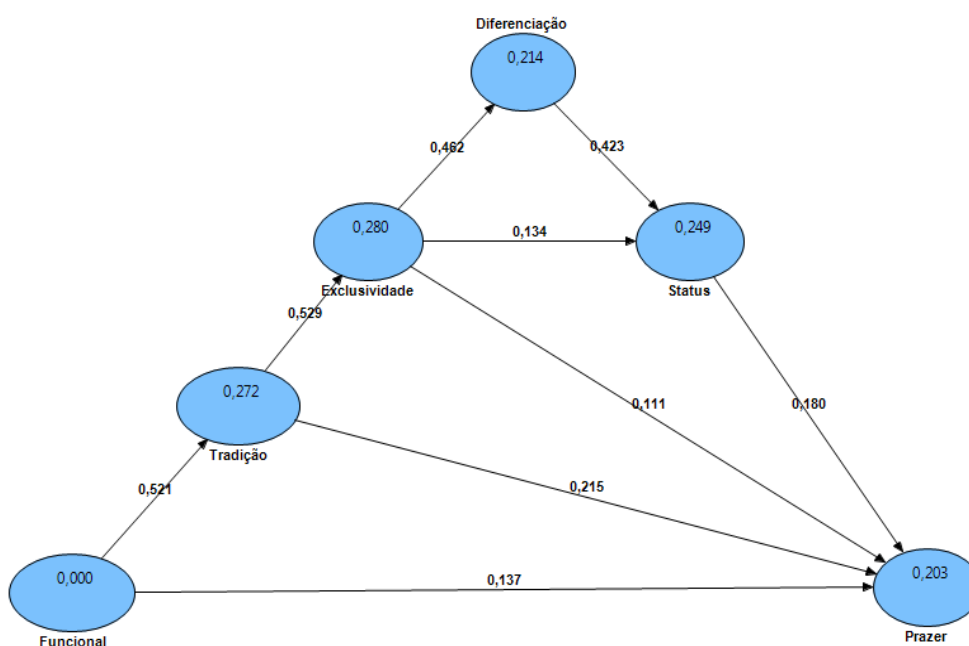 Diferenciação
0,214
0,462
0,423
0,280
0,134
0,249
Exclusividade
Status
0,529
0,272
0,111
0,180
Tradição
0,521
0,215
0,000
0,137
0,203
Funcional
Prazer